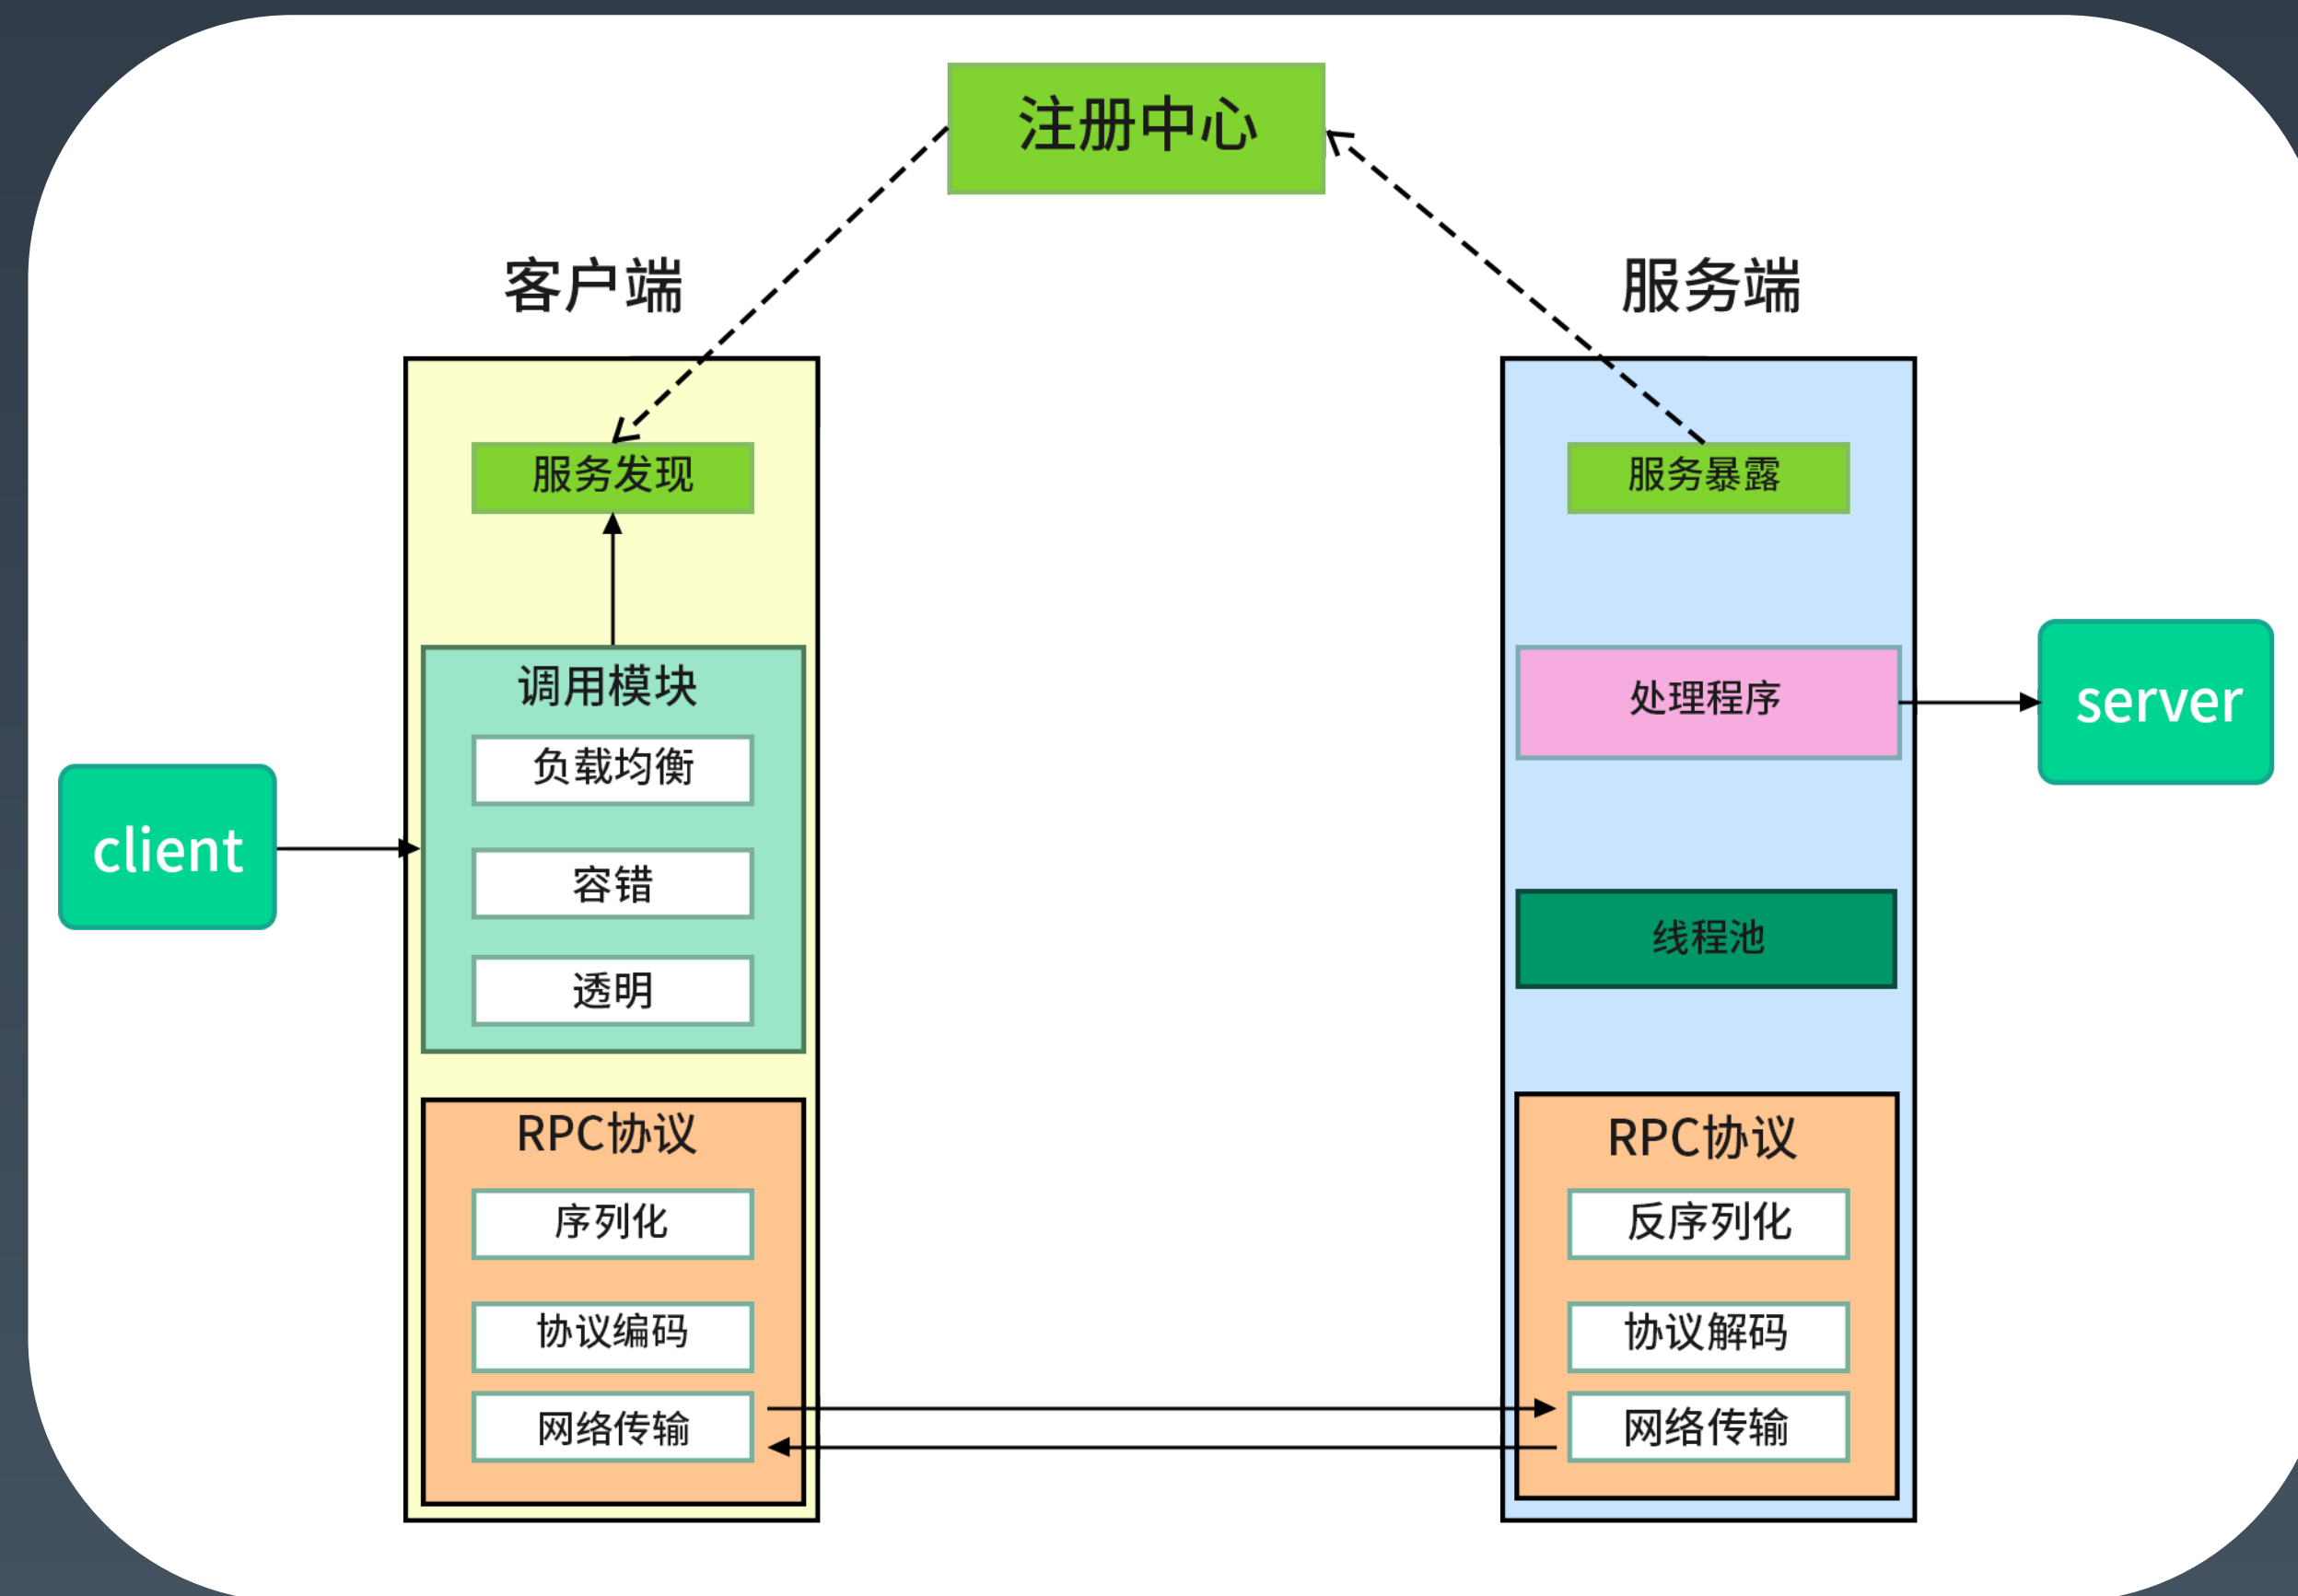 注册中心
客户端
服务端
服务发现
服务暴露
调用模块
负载均衡
容错
透明
client
处理程序
server
线程池
RPC协议
序列化
协议编码
网络传输
RPC协议
反序列化
协议解码
网络传输